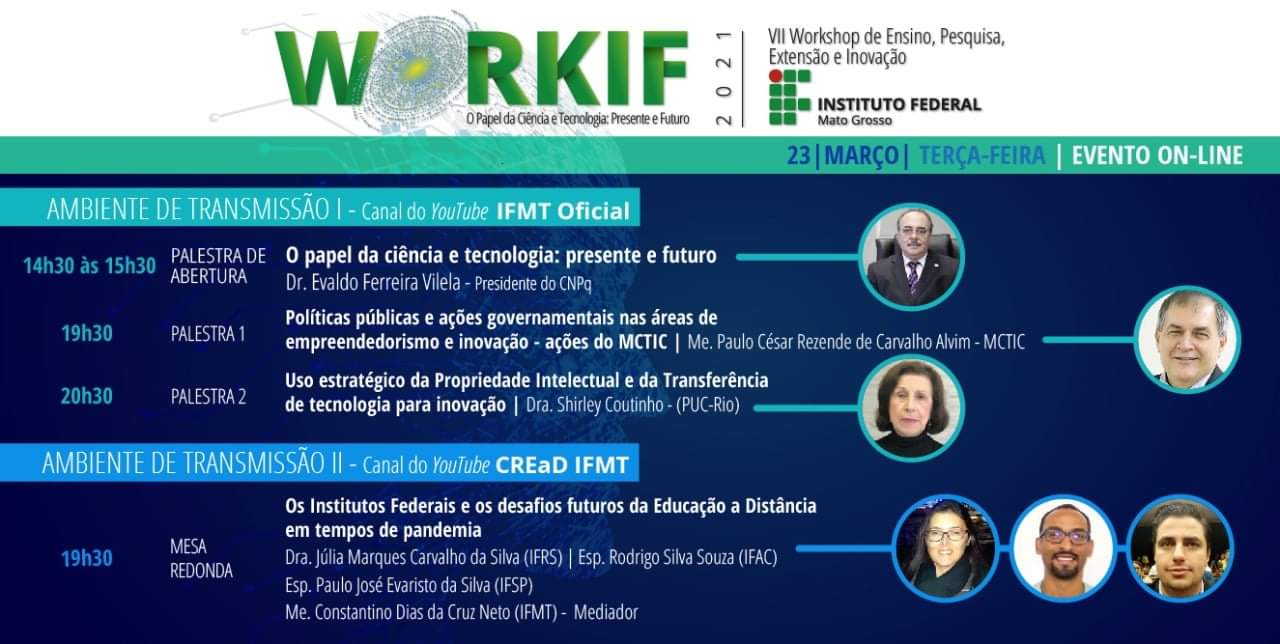 WORKIF
O Papel da Ciência e Tecnologia: Presente e Futuro
2021
VII Workshop de Ensino, Pesquisa,
Extensão e Inovação
INSTITUTO FEDERAL
Mato Grosso
23|MARÇO| TERÇA-FEIRA | EVENTO ON-LINE
AMBIENTE DE TRANSMISSÃO I - Canal do YouTube IFMT Oficial
14h30 às 15h30
PALESTRA DE
ABERTURA
O papel da ciência e tecnologia: presente e futuro
Dr. Evaldo Ferreira Vilela - Presidente do CNPq
19h30
PALESTRA 1
Políticas públicas e ações governamentais nas áreas de
empreendedorismo e inovação - ações do MCTIC | Me. Paulo César Rezende de Carvalho Alvim - MCTIC
20h30
PALESTRA 2
Uso estratégico da Propriedade Intelectual e da Transferência
de tecnologia para inovação | Dra. Shirley Coutinho - (PUC-Rio)
AMBIENTE DE TRANSMISSÃO II - Canal do YouTube CREaD IFMT
19h30
MESA
REDONDA
Os Institutos Federais e os desafios futuros da Educação a Distância
em tempos de pandemia
Dra. Júlia Marques Carvalho da Silva (IFRS) | Esp. Rodrigo Silva Souza (IFAC)
Esp. Paulo José Evaristo da Silva (IFSP)
Me. Constantino Dias da Cruz Neto (IFMT) - Mediador